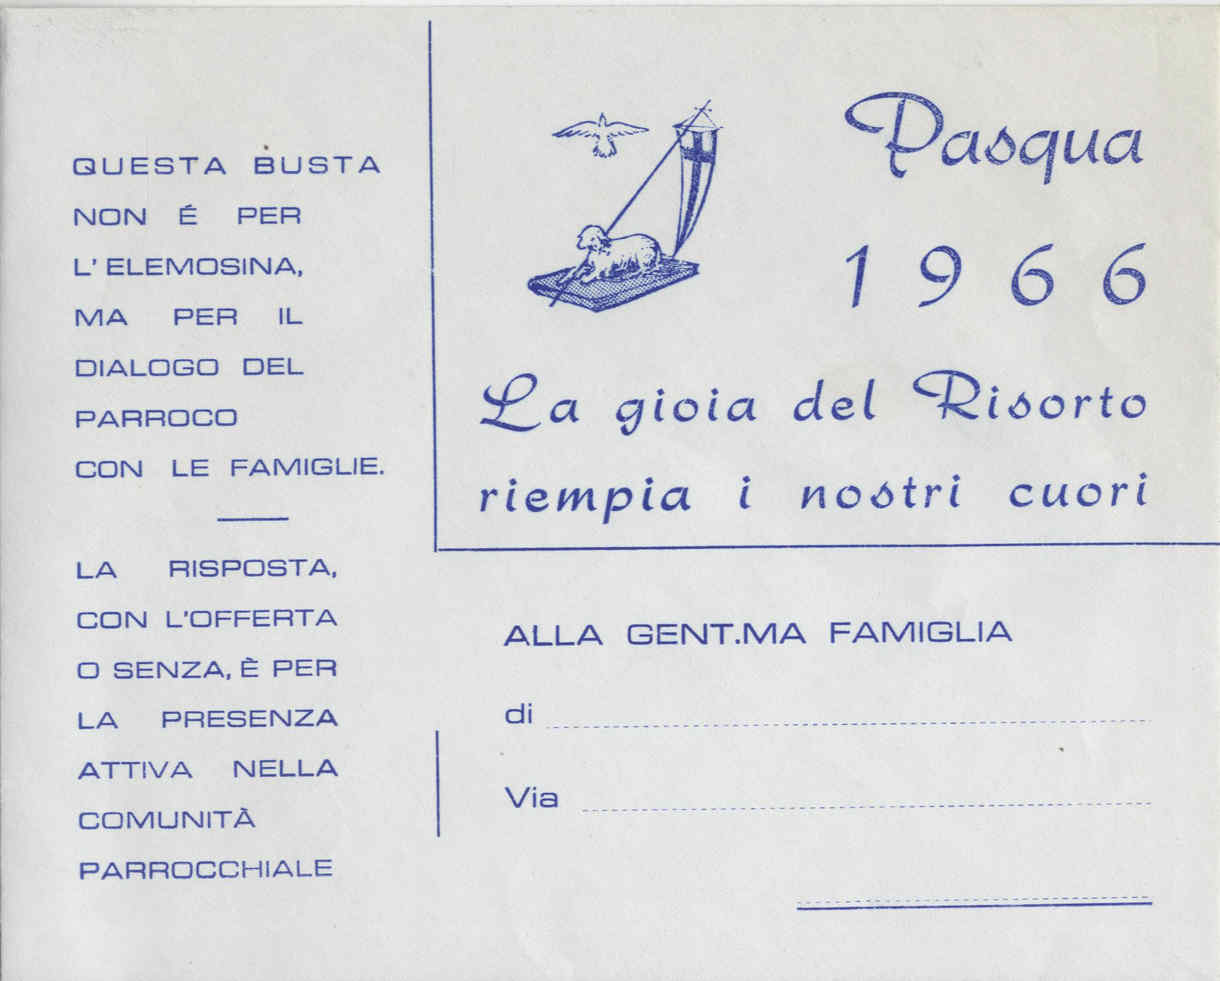 QUESTA BUSTA
NON É PER
L'ELEMOSINA,
MA PER IL
DIALOGO DEL
PARROCO
CON LE FAMIGLIE.
LA RISPOSTA,
CON L'OFFERTA
O SENZA, È PER
LA PRESENZA
ATTIVA NELLA
COMUNITÀ
PARROCCHIALE
Pasqua
1966
La gioia del Risorto
riempia i nostri cuori
ALLA GENT.MA FAMIGLIA
di
Via